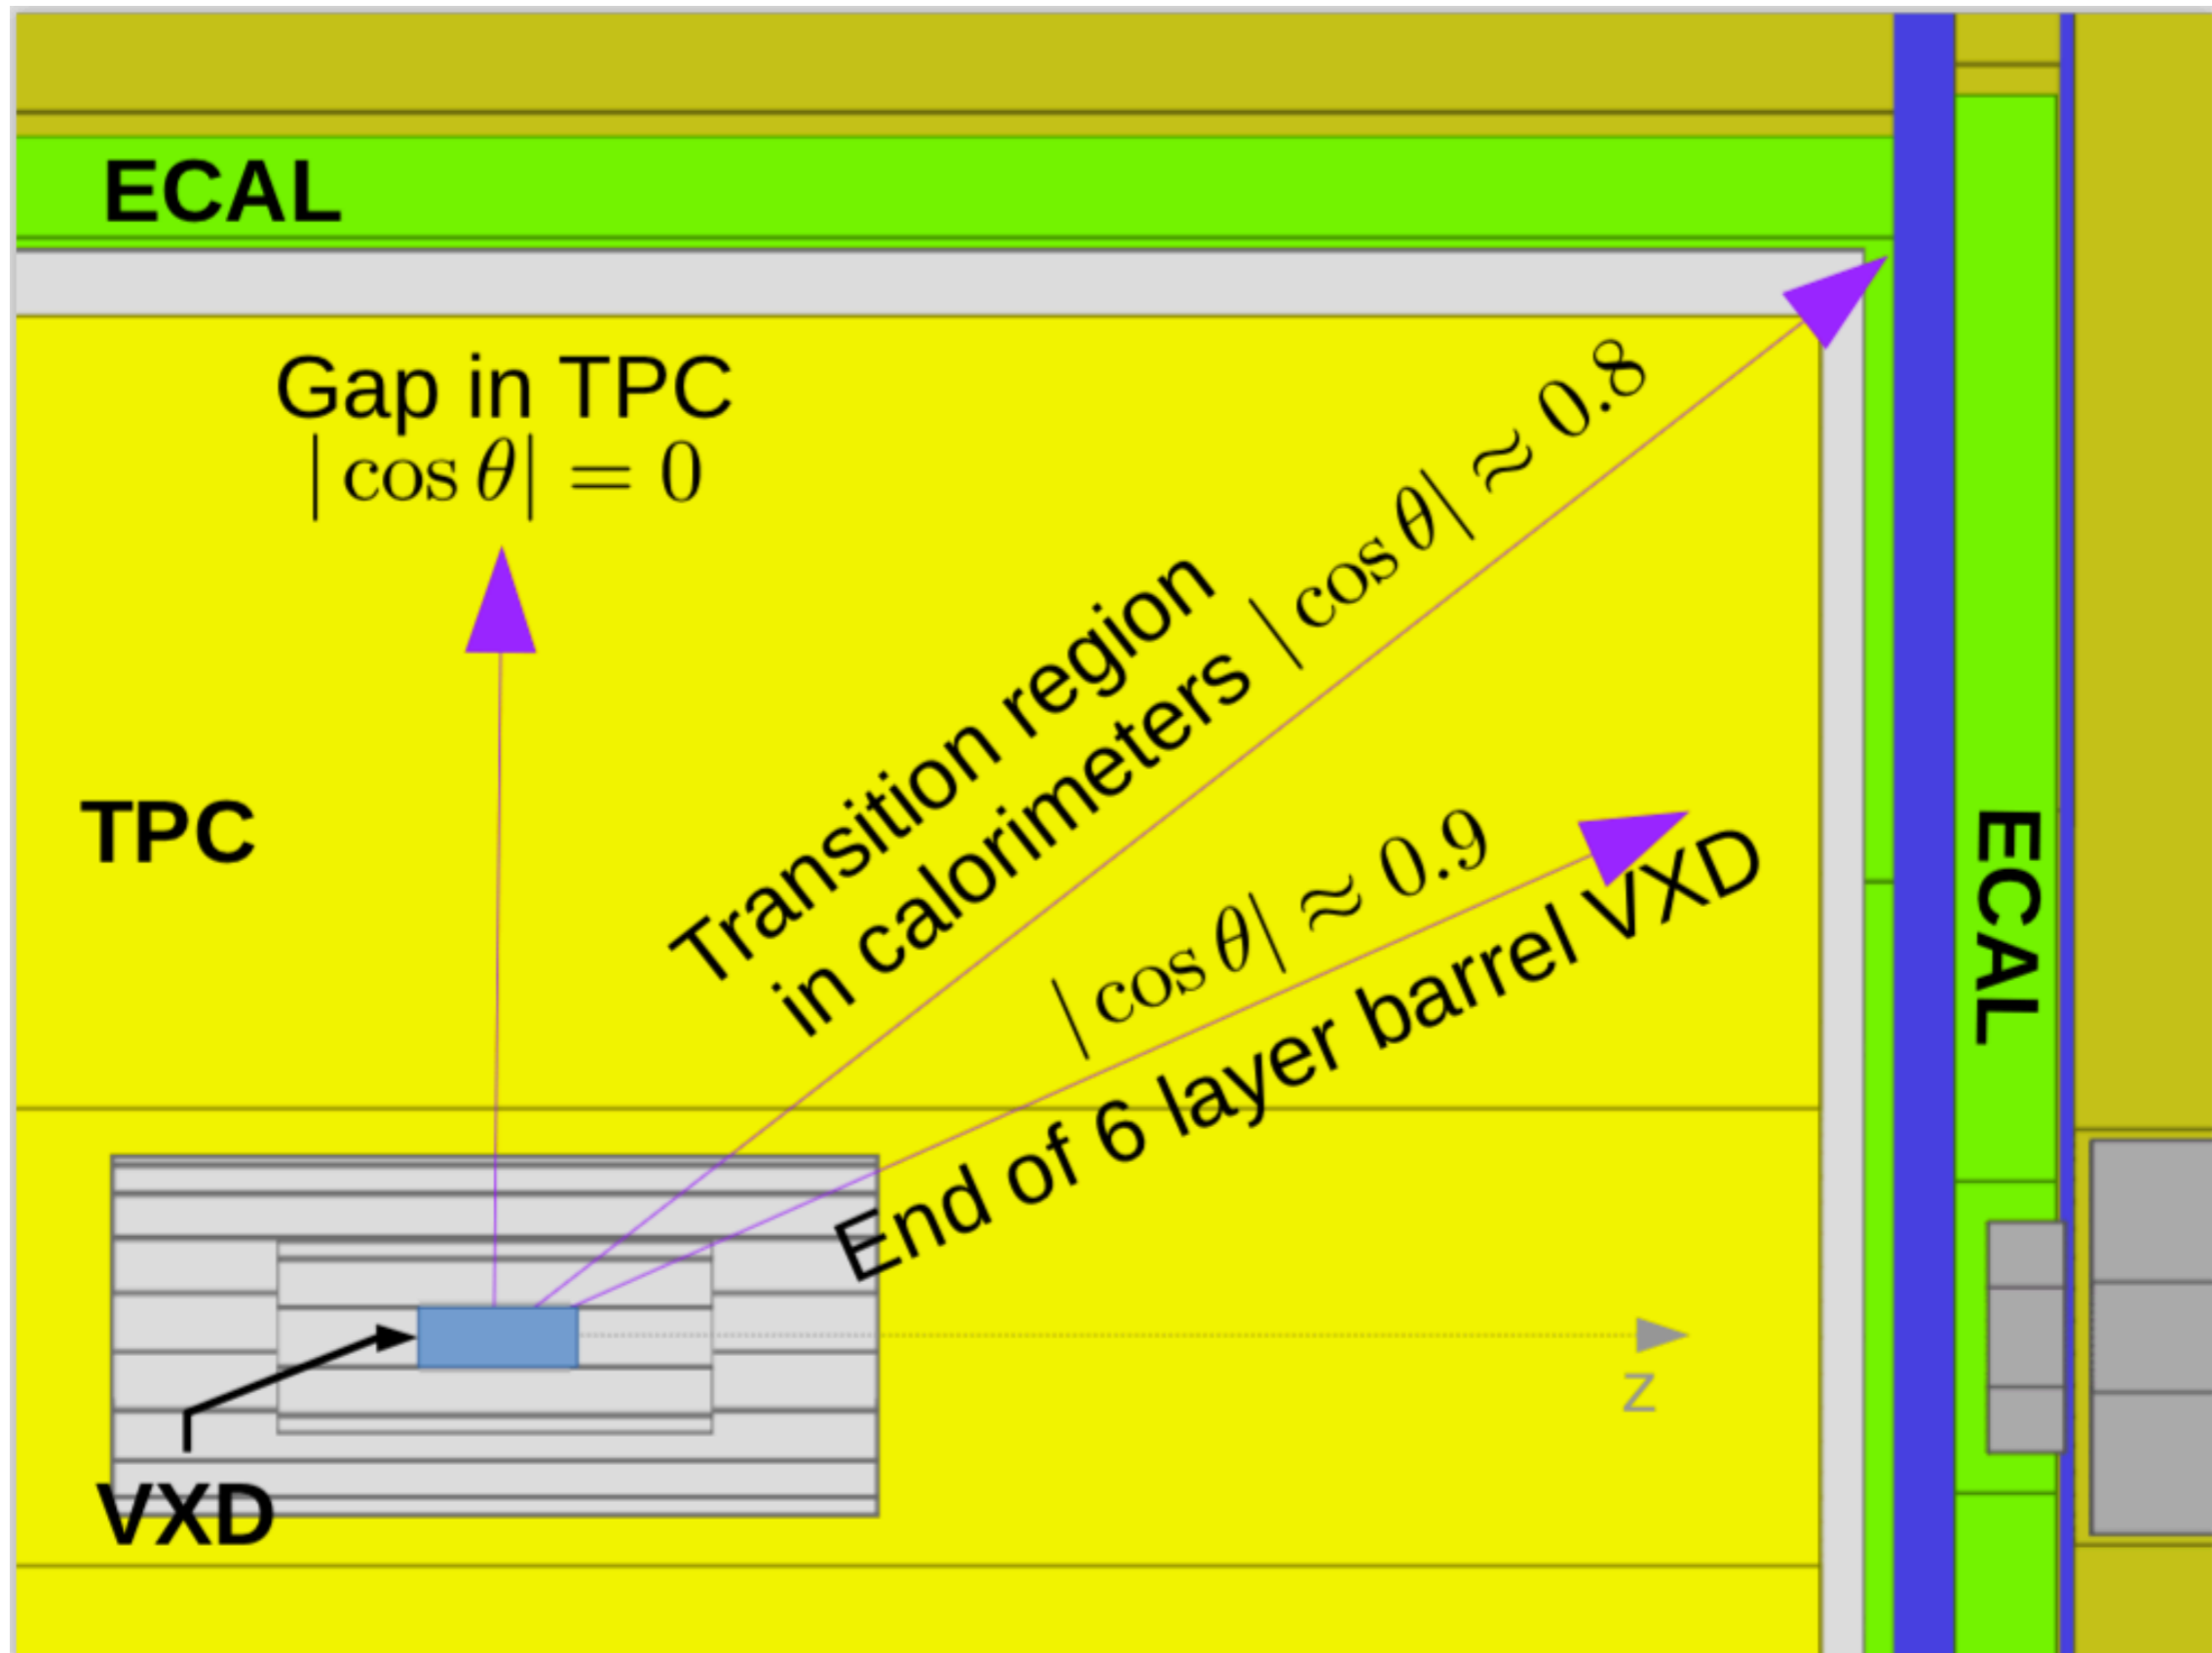 ECAL
Gap in TPC
|cos θ| = 0
Transition region
in calorimeters |cos θ| ≈ 0.8
TPC
|cos θ| ≈ 0.9
End of 6 layer barrel VXD
ECAL
z
VXD